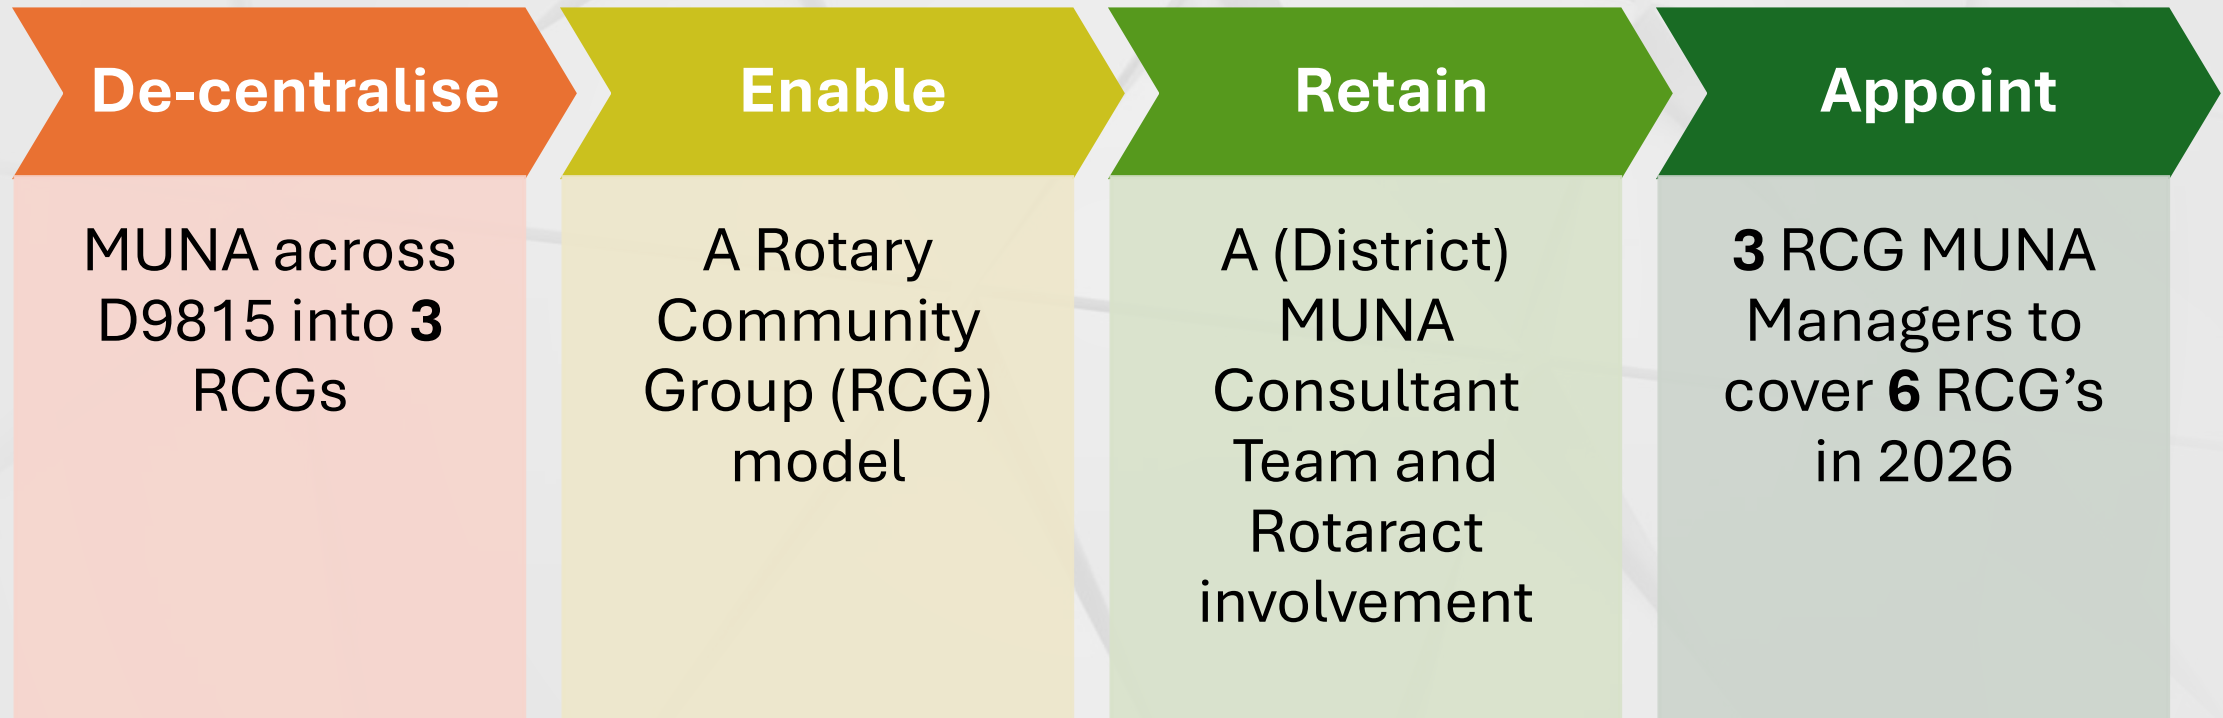 De-centralise
MUNA across
D9815 into 3
RCGs
Enable
A Rotary
Community
Group (RCG)
model
Retain
A (District)
MUNA
Consultant
Team and
Rotaract
involvement
Appoint
3 RCG MUNA
Managers to
cover 6 RCG’s
in 2026